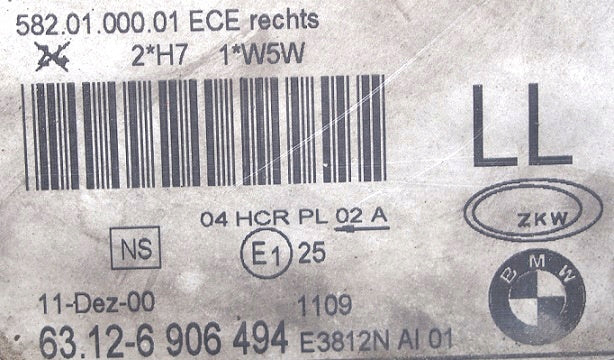 582.01.000.01 ECE rechts
2*H7 1*W5W
LL
04 HCR PL 02 A
ZKW
NS
E1 25
BMW
11-Dez-00 1109
63.12-6 906 494 E3812N AI 01